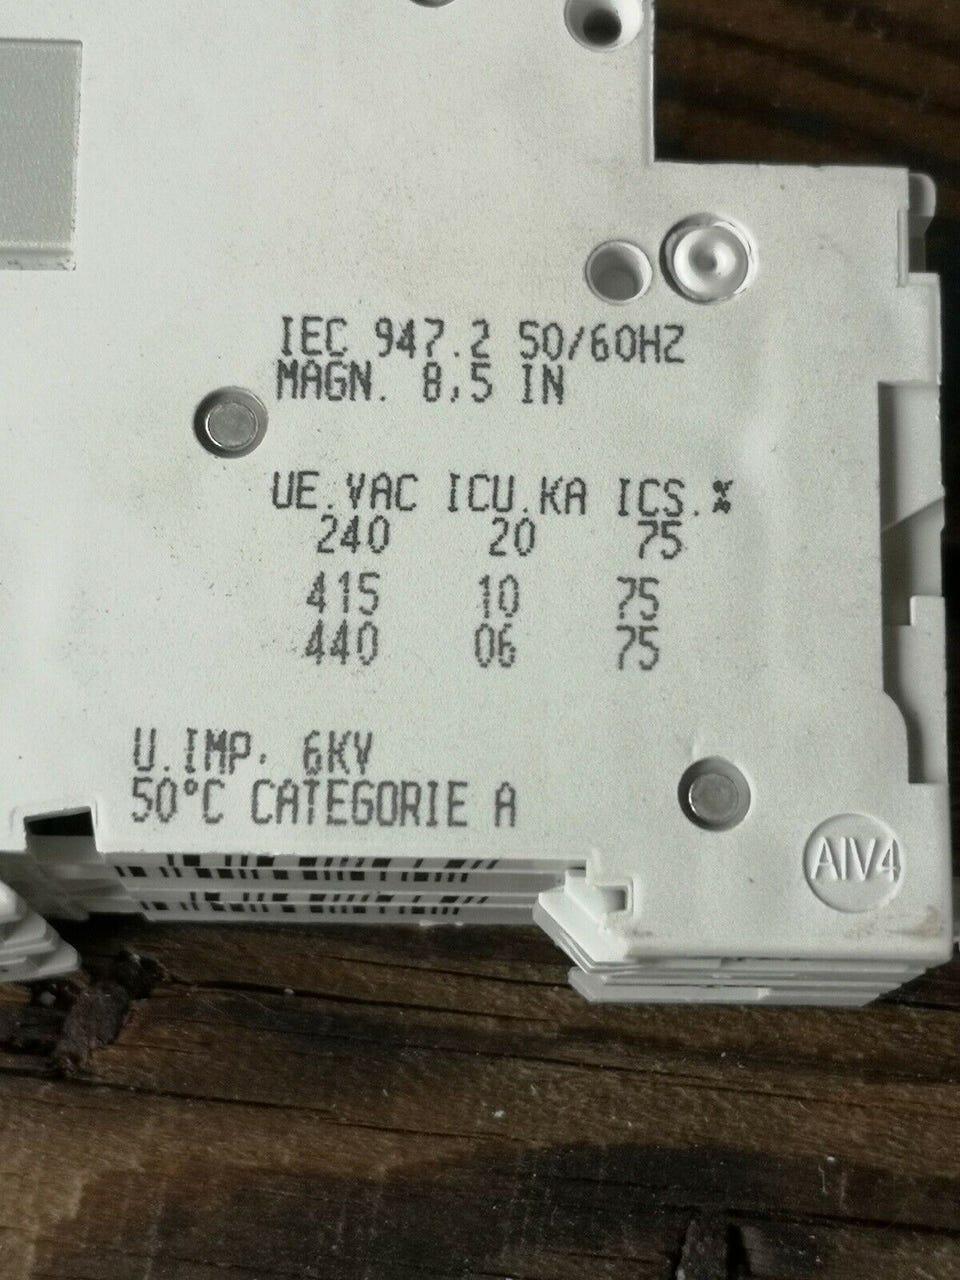 IEC 947.2 50/60HZ
MAGN. 8,5 IN
UE.VAC ICU.KA ICS.%
240 20 75
415 10 75
440 06 75
U.IMP. 6KV
50°C CATEGORIE A
AIV4